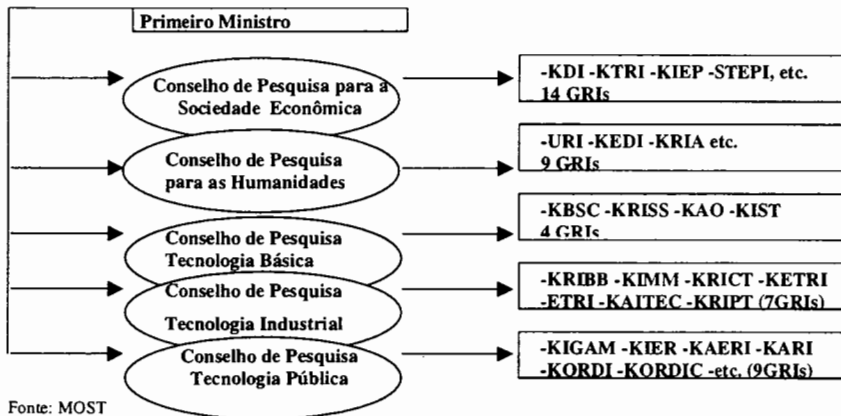 Primeiro Ministro
Conselho de Pesquisa para a
Sociedade Econômica
-KDI -KTRI -KIEP -STEPI, etc.
14 GRIs
Conselho de Pesquisa
para as Humanidades
-URI -KEDI -KRIA etc.
9 GRIs
Conselho de Pesquisa
Tecnologia Básica
-KBSC -KRISS -KAO -KIST
4 GRIs
Conselho de Pesquisa
Tecnologia Industrial
-KRIBB -KIMM -KRICT -KETRI
-ETRI -KAITEC -KRIPT (7GRIs)
Conselho de Pesquisa
Tecnologia Pública
-KIGAM -KIER -KAERI -KARI
-KORDI -KORDIC -etc. (9GRIs)
Fonte: MOST